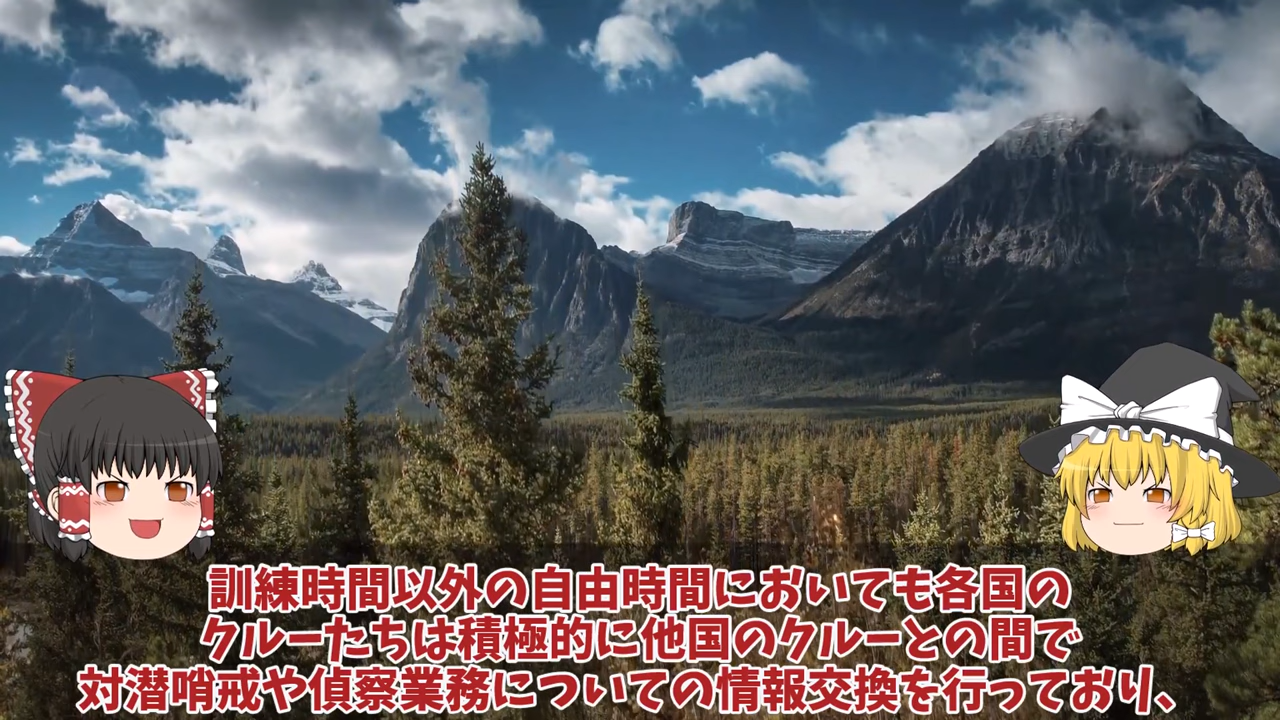 訓練時間以外の自由時間においても各国の
クルーたちは積極的に他国のクルーとの間で
対潜哨戒や偵察業務についての情報交換を行っており、